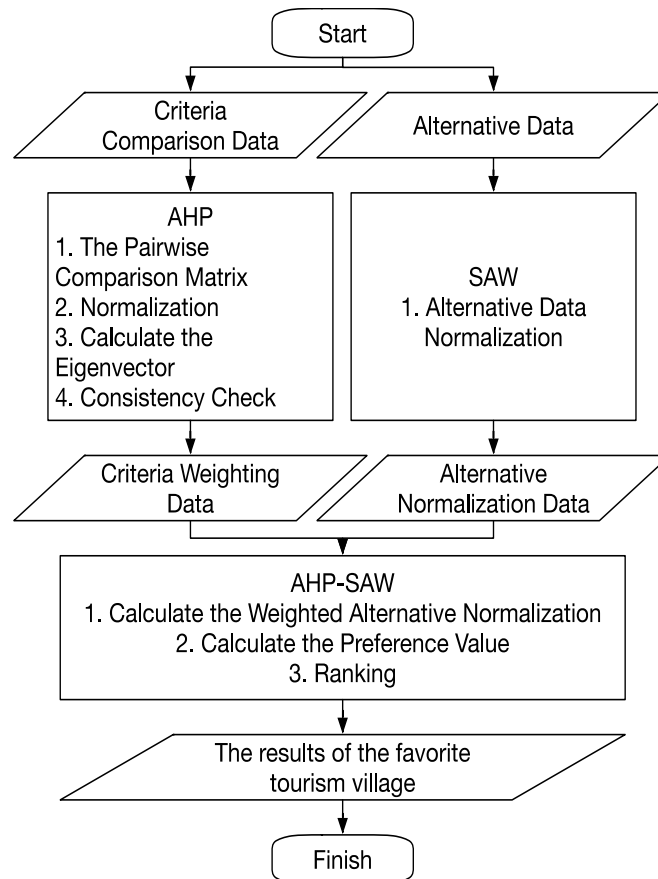 Start
Criteria
Comparison Data
Alternative Data
AHP
1. The Pairwise
Comparison Matrix
2. Normalization
3. Calculate the
Eigenvector
4. Consistency Check
SAW
1. Alternative Data
Normalization
Criteria Weighting
Data
Alternative
Normalization Data
AHP-SAW
1. Calculate the Weighted Alternative Normalization
2. Calculate the Preference Value
3. Ranking
The results of the favorite
tourism village
Finish